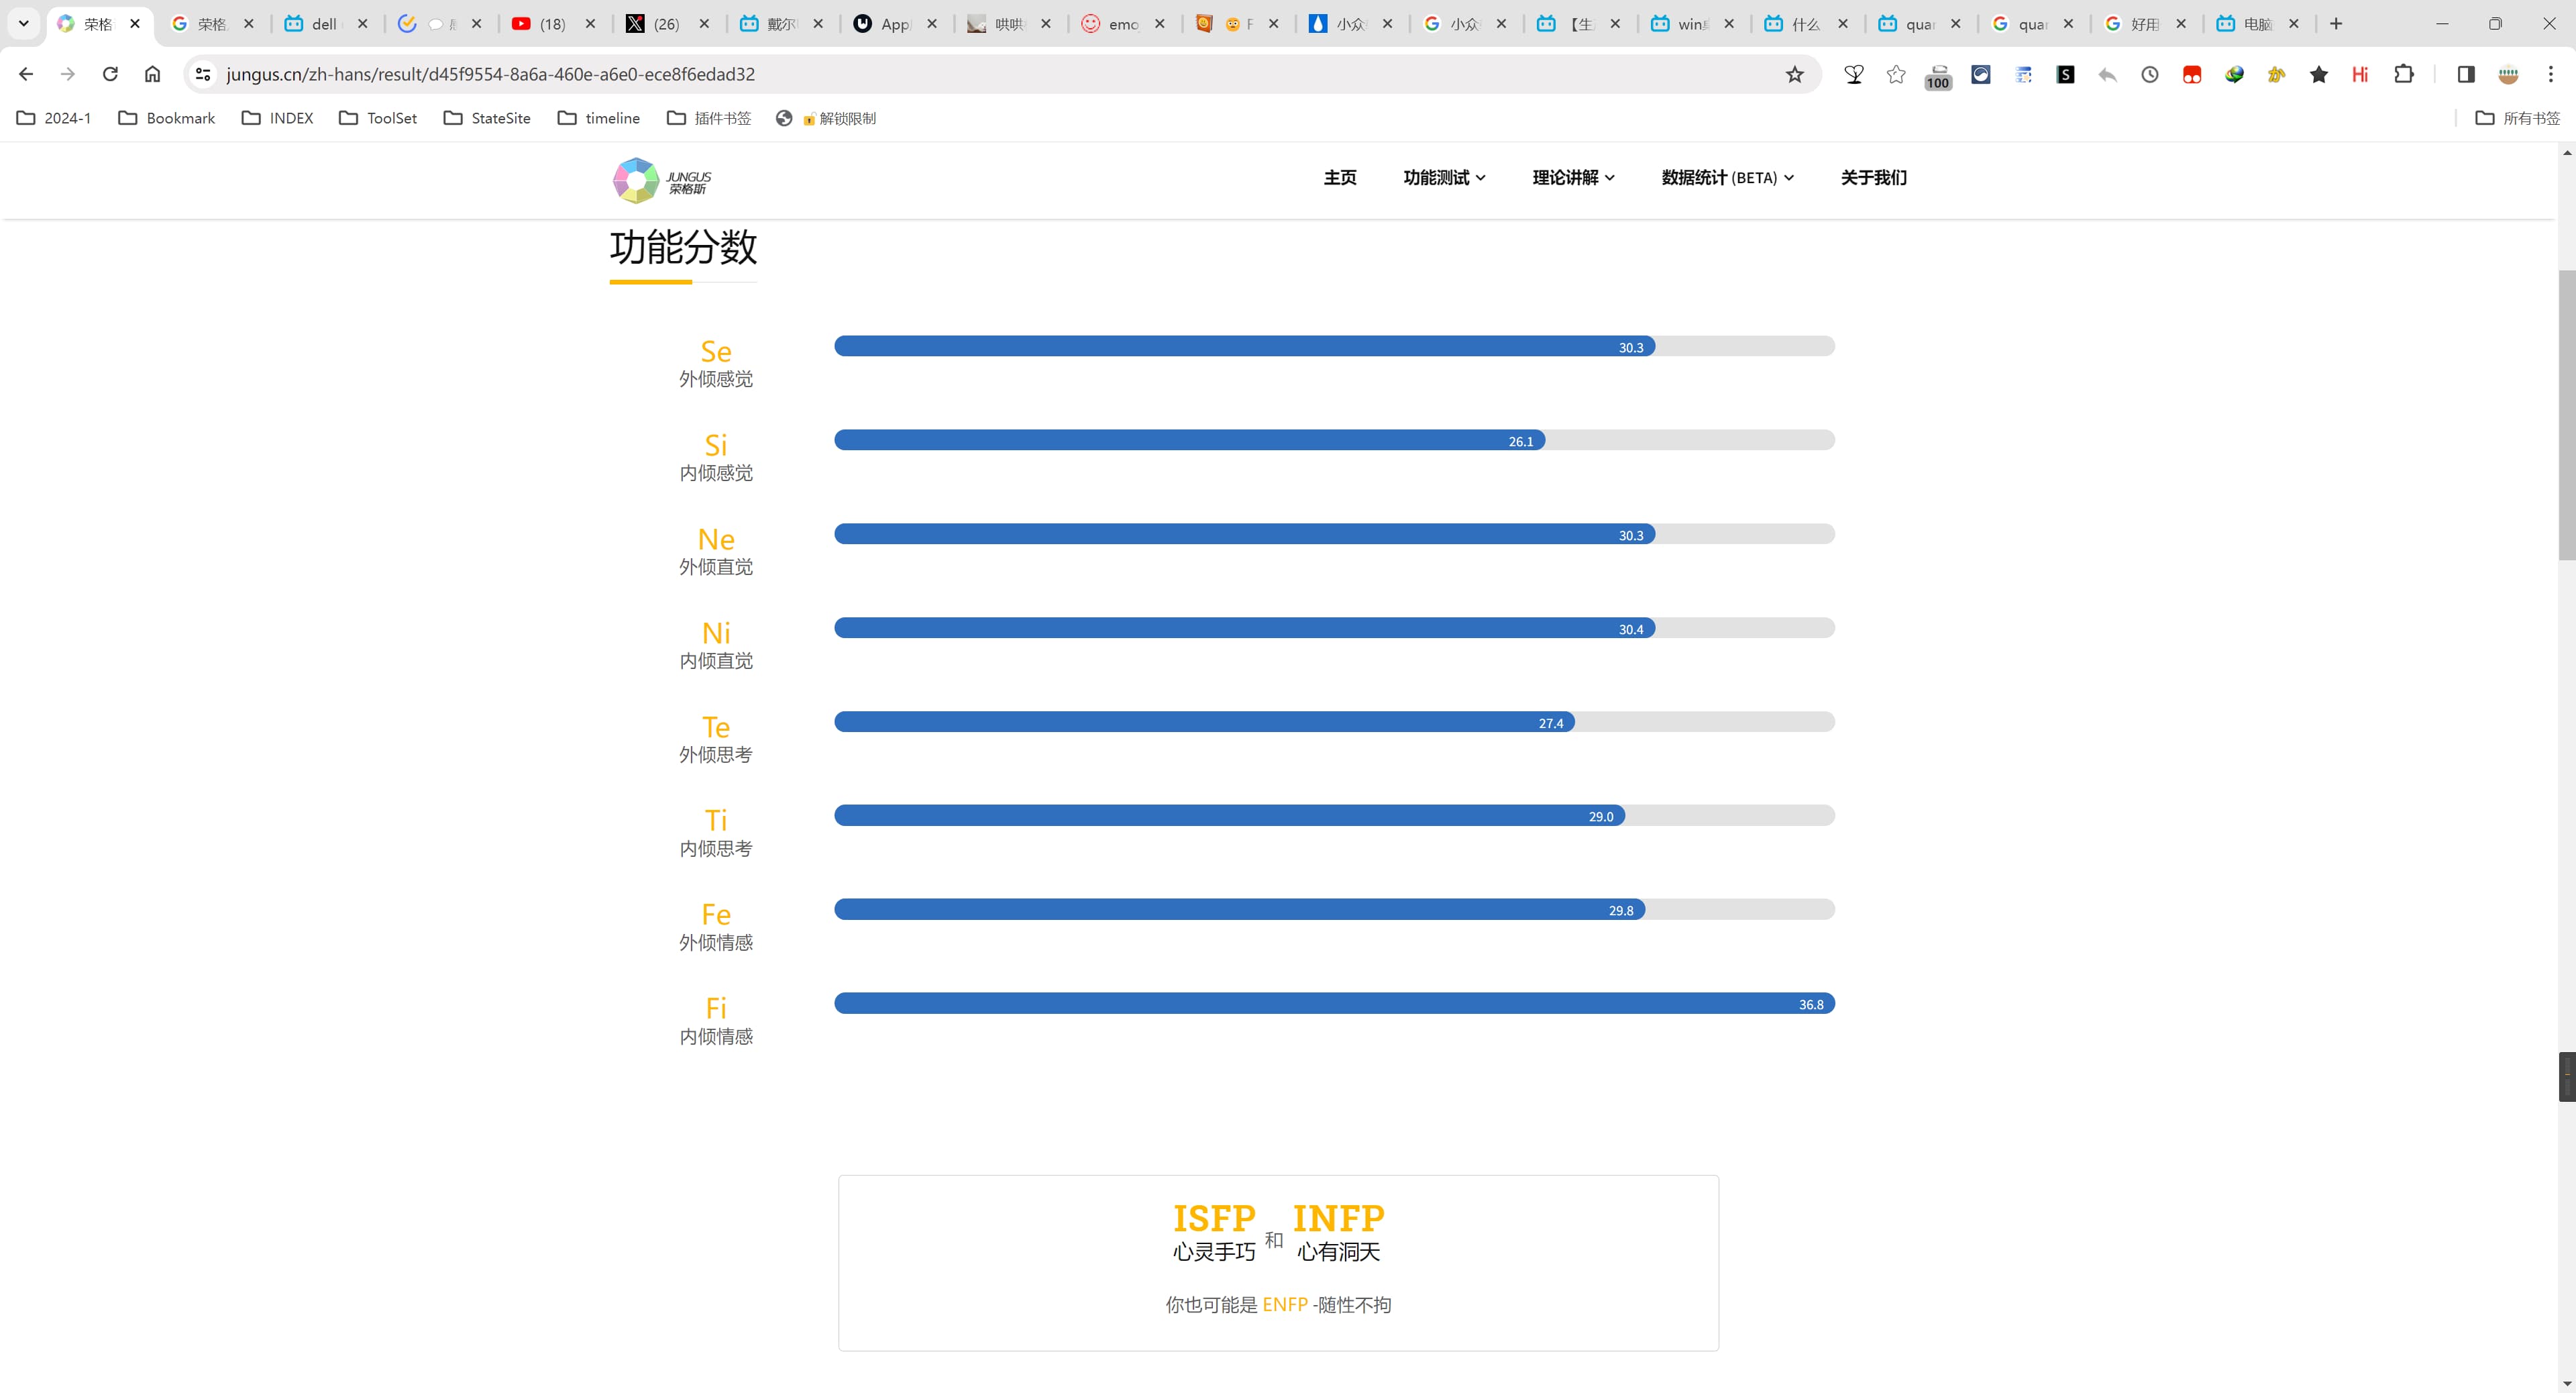 荣格 荣格 dell (18) (26) 戴尔 App 哄哄 emo F 小众 小众 【生 win 什么 quar quar 好用 电脑
jungus.cn/zh-hans/result/d45f9554-8a6a-460e-a6e0-ece8f6edad32
100 S か Hi
2024-1 Bookmark INDEX ToolSet StateSite timeline 插件书签 🔓解锁限制 所有书签
JUNGUS
荣格斯
主页 功能测试 理论讲解 数据统计 (BETA) 关于我们
功能分数
Se
外倾感觉
30.3
Si
内倾感觉
26.1
Ne
外倾直觉
30.3
Ni
内倾直觉
30.4
Te
外倾思考
27.4
Ti
内倾思考
29.0
Fe
外倾情感
29.8
Fi
内倾情感
36.8
ISFP 和 INFP
心灵手巧 心有洞天
你也可能是 ENFP -随性不拘